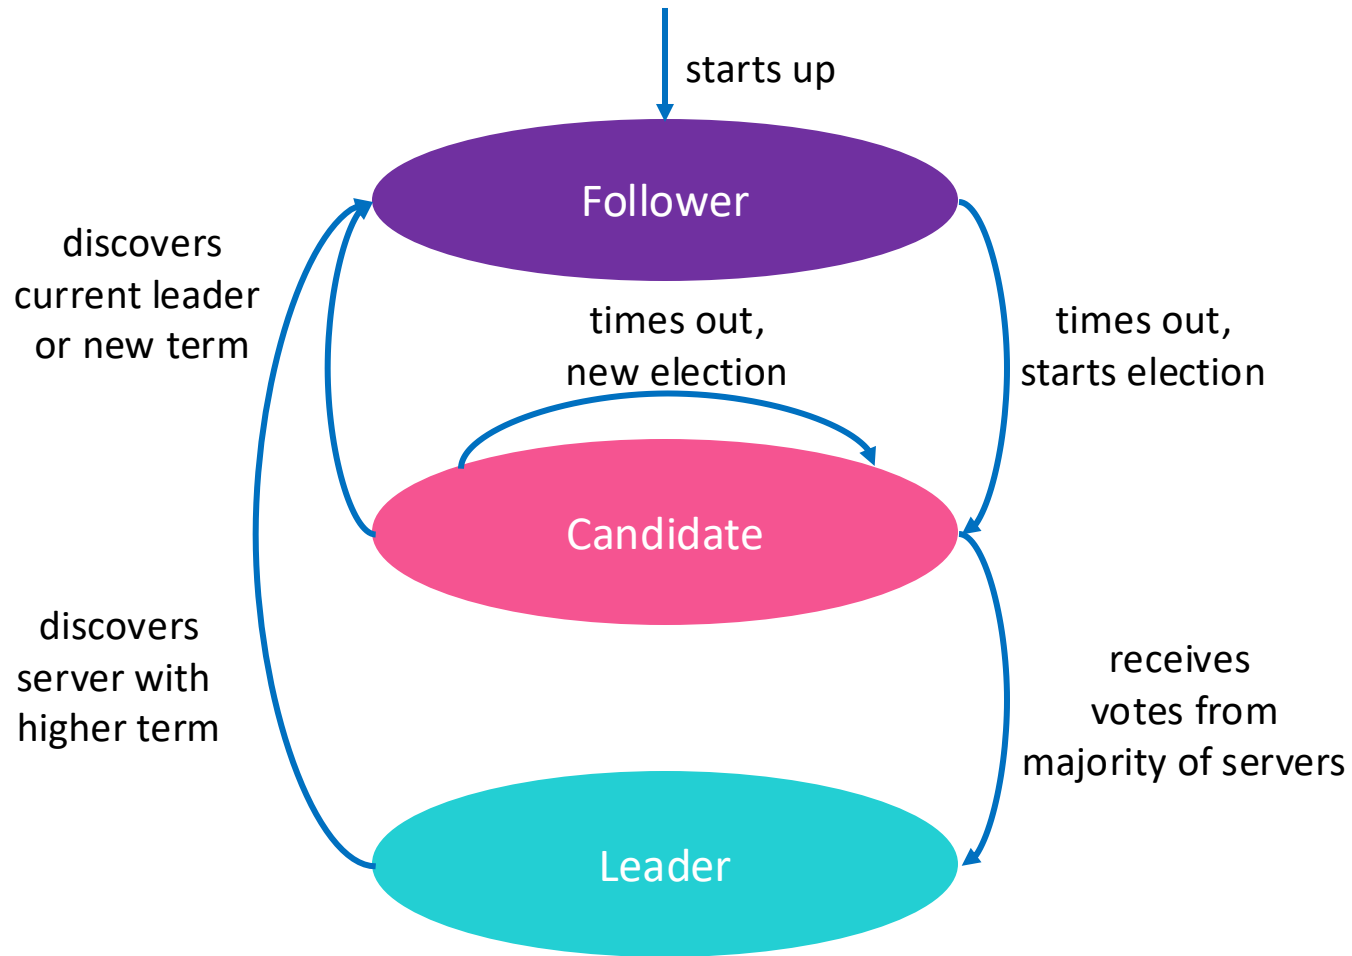 starts up
Follower
discovers
current leader
or new term
times out,
new election
times out,
starts election
Candidate
discovers
server with
higher term
receives
votes from
majority of servers
Leader